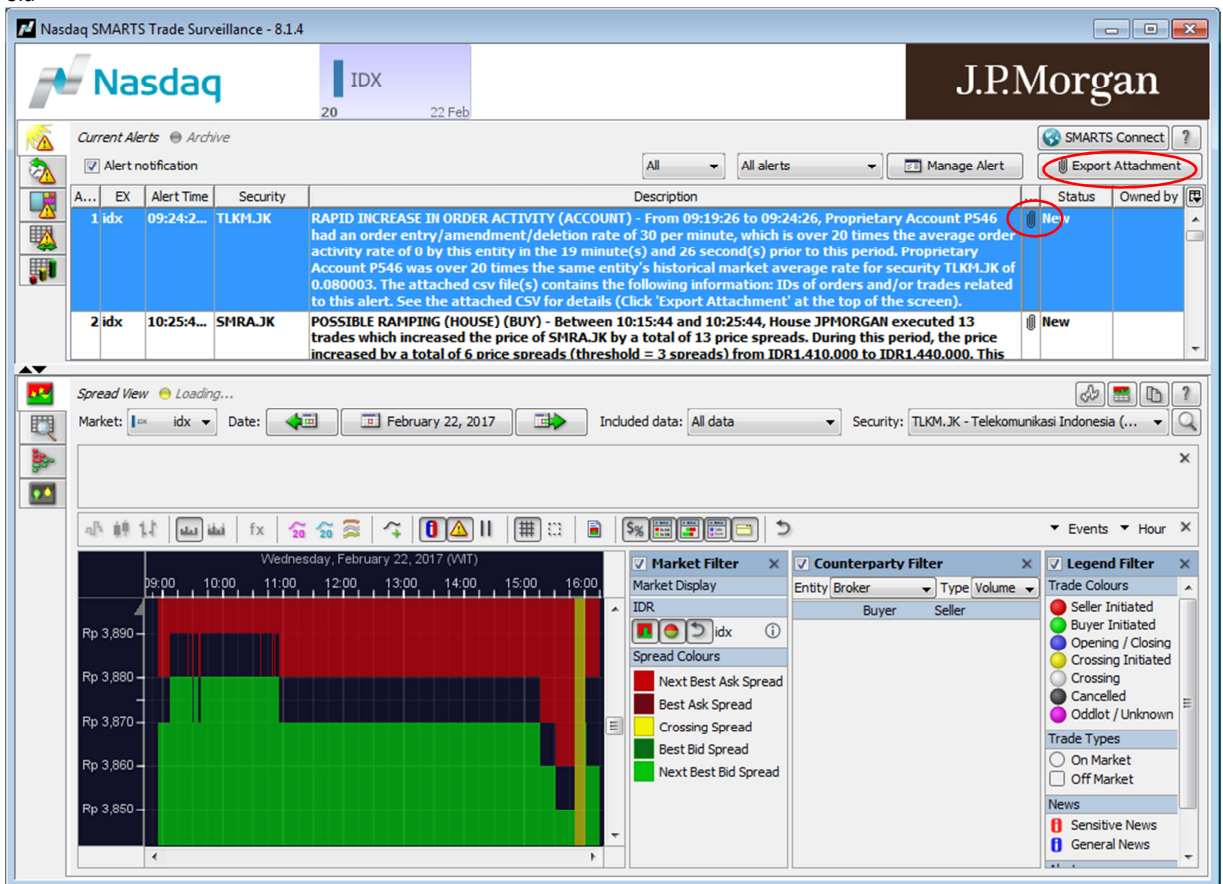 Nasdaq SMARTS Trade Surveillance - 8.1.4
Nasdaq
IDX
20 22 Feb
J.P.Morgan
Current Alerts Archive
SMARTS Connect ?
Alert notification
All All alerts Manage Alert Export Attachment
A... EX Alert Time Security Description ... Status Owned by
1 idx 09:24:2... TLKM.JK RAPID INCREASE IN ORDER ACTIVITY (ACCOUNT) - From 09:19:26 to 09:24:26, Proprietary Account P546 New
had an order entry/amendment/deletion rate of 30 per minute, which is over 20 times the average order
activity rate of 0 by this entity in the 19 minute(s) and 26 second(s) prior to this period. Proprietary
Account P546 was over 20 times the same entity's historical market average rate for security TLKM.JK of
0.080003. The attached csv file(s) contains the following information: IDs of orders and/or trades related
to this alert. See the attached CSV for details (Click 'Export Attachment' at the top of the screen).
2 idx 10:25:4... SMRA.JK POSSIBLE RAMPING (HOUSE) (BUY) - Between 10:15:44 and 10:25:44, House JPMORGAN executed 13 New
trades which increased the price of SMRA.JK by a total of 13 price spreads. During this period, the price
increased by a total of 6 price spreads (threshold = 3 spreads) from IDR1.410.000 to IDR1.440.000. This
Spread View Loading...
?
Market: idx Date: February 22, 2017 Included data: All data Security: TLKM.JK - Telekomunikasi Indonesia (...
fx 20 20 $% Events Hour
Wednesday, February 22, 2017 (WIT)
09:00 10:00 11:00 12:00 13:00 14:00 15:00 16:00
Rp 3,890
Rp 3,880
Rp 3,870
Rp 3,860
Rp 3,850
Market Filter
Market Display
IDR
idx
Spread Colours
Next Best Ask Spread
Best Ask Spread
Crossing Spread
Best Bid Spread
Next Best Bid Spread
Counterparty Filter
Entity Broker Type Volume
Buyer Seller
Legend Filter
Trade Colours
Seller Initiated
Buyer Initiated
Opening / Closing
Crossing Initiated
Crossing
Cancelled
Oddlot / Unknown
Trade Types
On Market
Off Market
News
Sensitive News
General News